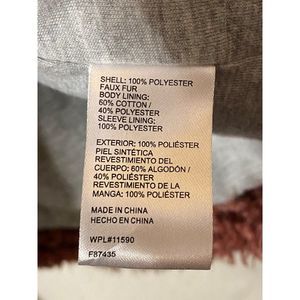 SHELL: 100% POLYESTER
FAUX FUR
BODY LINING:
60% COTTON /
40% POLYESTER
SLEEVE LINING:
100% POLYESTER
EXTERIOR: 100% POLIÉSTER
PIEL SINTÉTICA
REVESTIMIENTO DEL
CUERPO: 60% ALGODÓN /
40% POLIÉSTER
REVESTIMIENTO DE LA
MANGA: 100% POLIÉSTER
MADE IN CHINA
HECHO EN CHINA
WPL#11590
F87435